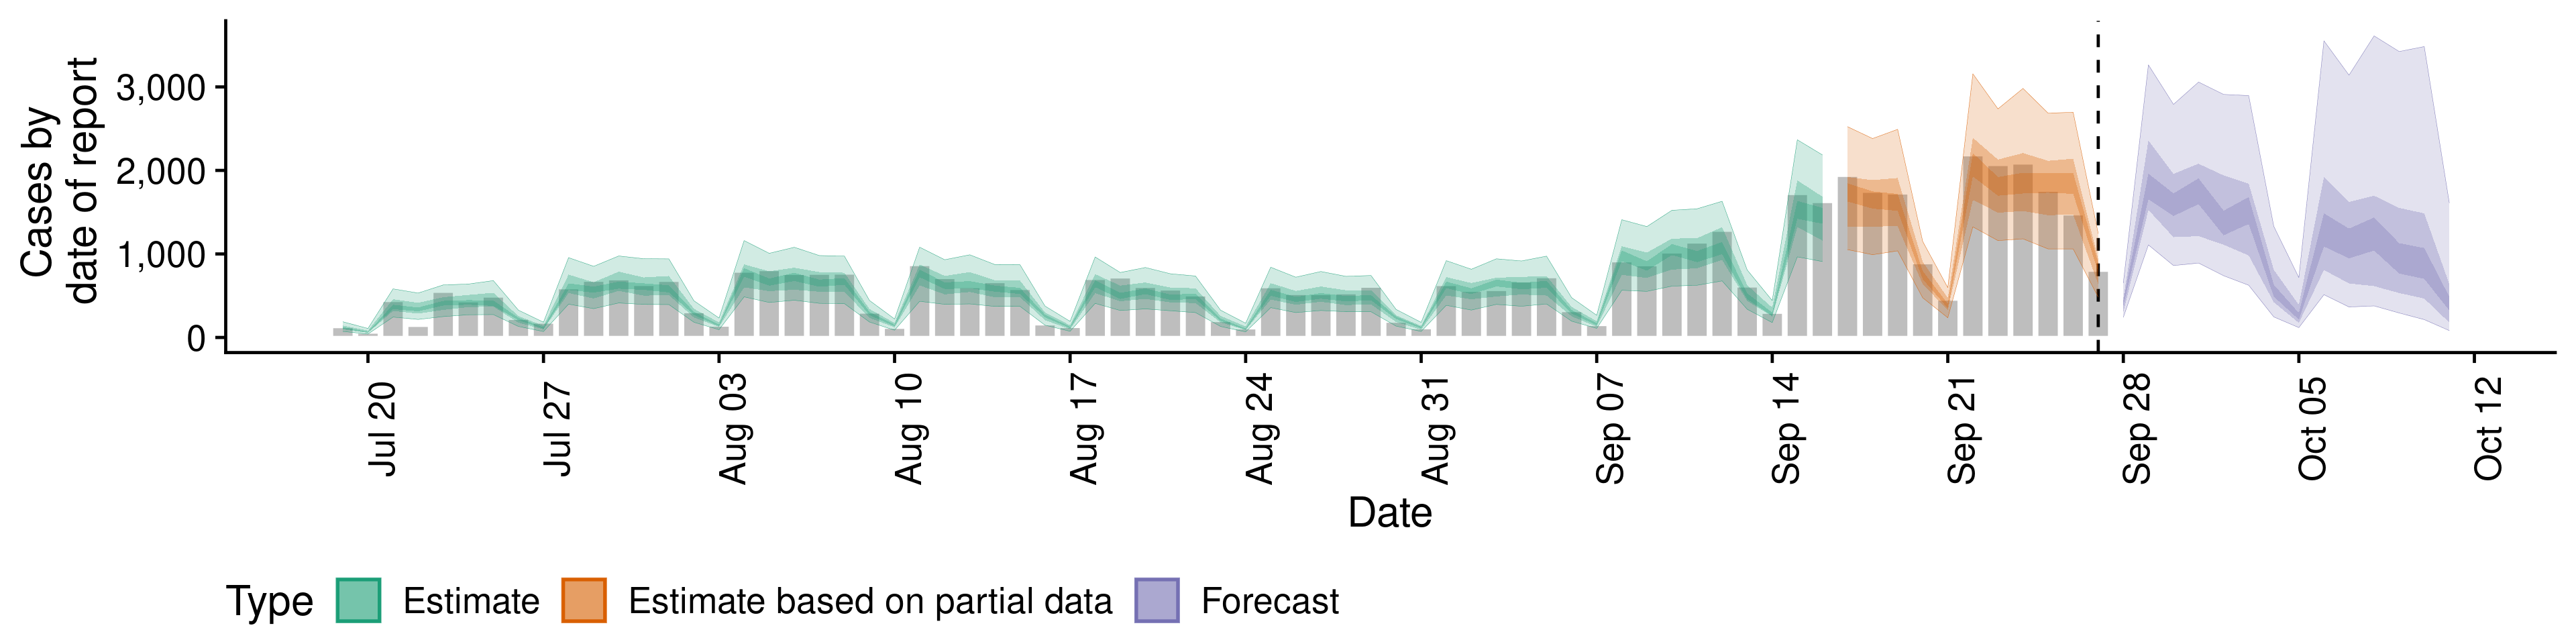 Cases by
date of report
3,000
2,000
1,000
0
Jul 20
Jul 27
Aug 03
Aug 10
Aug 17
Aug 24
Aug 31
Sep 07
Sep 14
Sep 21
Sep 28
Oct 05
Oct 12
Date
Type Estimate Estimate based on partial data Forecast